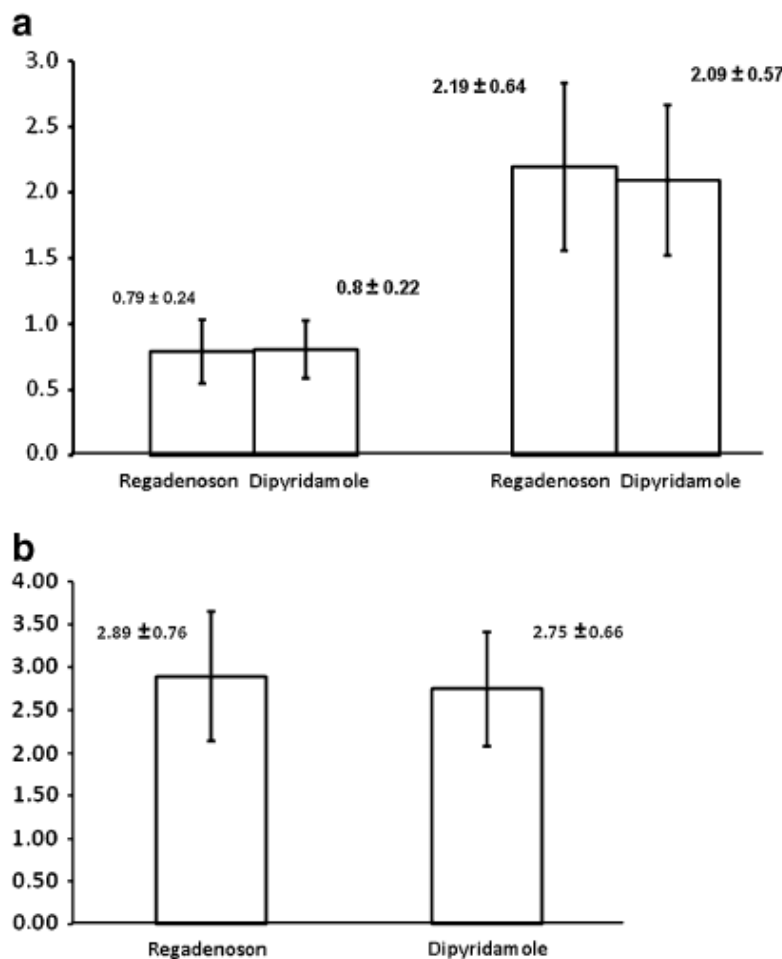 a
3.0
2.5
2.0
1.5
1.0
0.5
0.0
0.79 ± 0.24
0.8 ± 0.22
2.19 ± 0.64
2.09 ± 0.57
Regadenoson Dipyridamole Regadenoson Dipyridamole
b
4.00
3.50
3.00
2.50
2.00
1.50
1.00
0.50
0.00
2.89 ±0.76
2.75 ±0.66
Regadenoson Dipyridamole